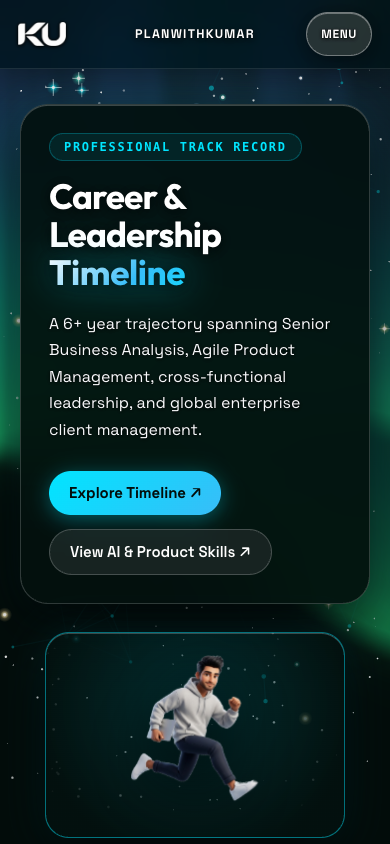 KU
PLANWITHKUMAR
MENU
PROFESSIONAL TRACK RECORD
Career &
Leadership
Timeline
A 6+ year trajectory spanning Senior
Business Analysis, Agile Product
Management, cross-functional
leadership, and global enterprise
client management.
Explore Timeline ↗
View AI & Product Skills ↗